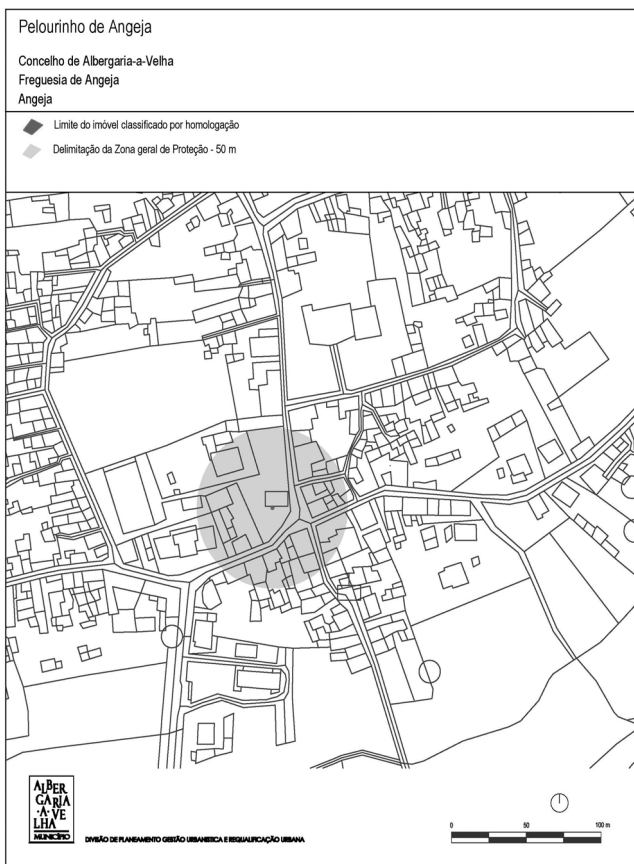 Pelourinho de Angeja
Concelho de Albergaria-a-Velha
Freguesia de Angeja
Angeja
Limite do imóvel classificado por homologação
Delimitação da Zona geral de Proteção - 50 m
ALBER
GARIA
·A·VE
LHA
MUNICÍPIO
DIVISÃO DE PLANEAMENTO GESTÃO URBANISTICA E REQUALIFICAÇÃO URBANA
0 50 100 m